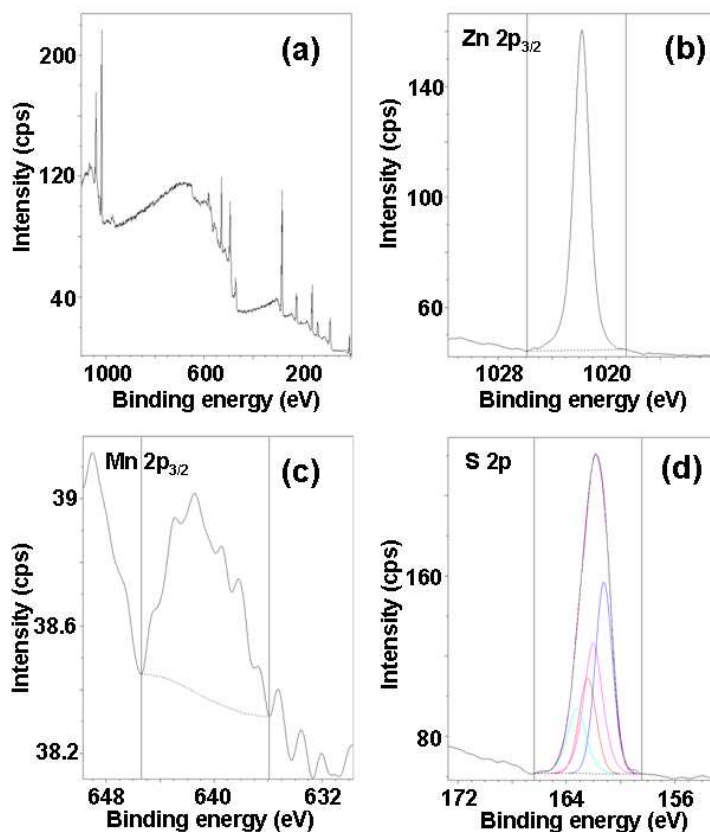 (a)
Intensity (cps)
200
120
40
1000
600
200
Binding energy (eV)
Zn 2p3/2
(b)
Intensity (cps)
140
100
60
1028
1020
Binding energy (eV)
Mn 2p3/2
(c)
Intensity (cps)
39
38.6
38.2
648
640
632
Binding energy (eV)
S 2p
(d)
Intensity (cps)
160
80
172
164
156
Binding energy (eV)